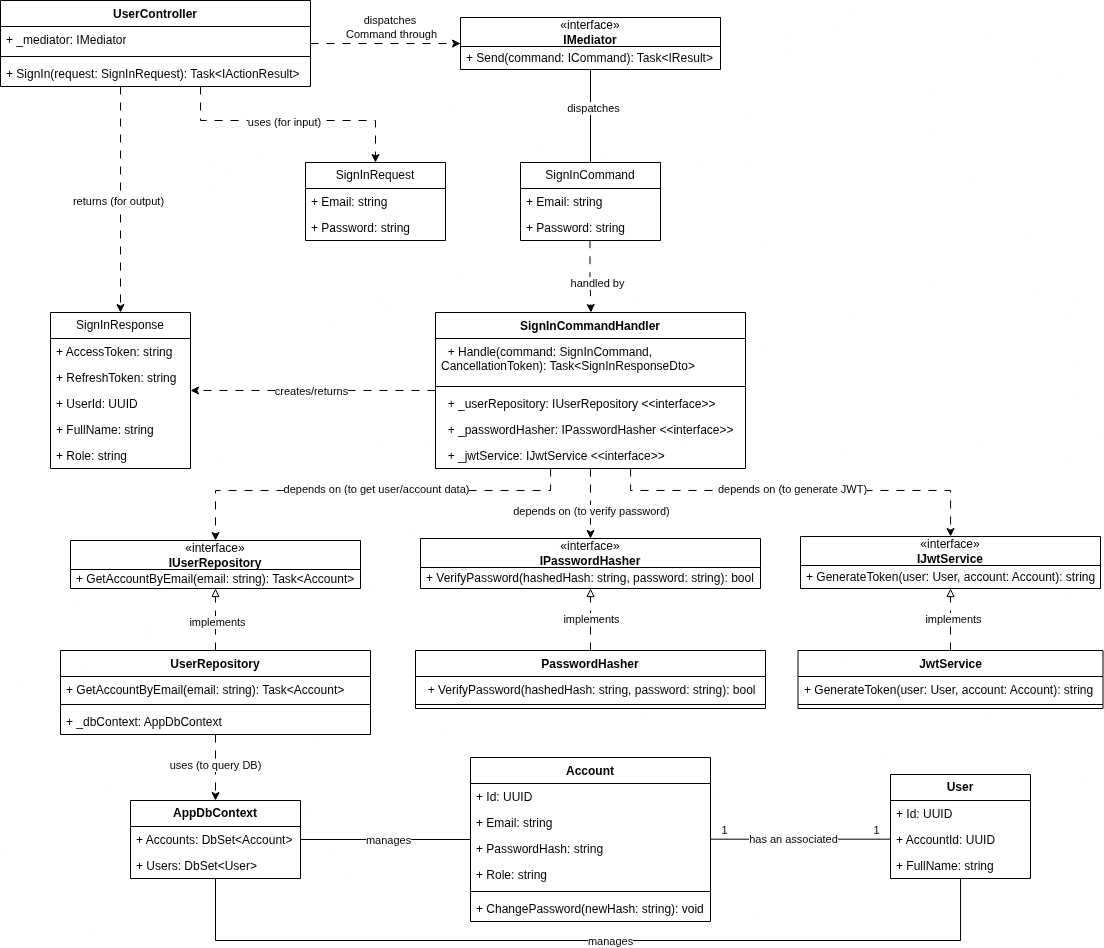 UserController
+ _mediator: IMediator
+ SignIn(request: SignInRequest): Task<IActionResult>
dispatches
Command through
«interface»
IMediator
+ Send(command: ICommand): Task<IResult>
dispatches
uses (for input)
returns (for output)
SignInRequest
+ Email: string
+ Password: string
SignInCommand
+ Email: string
+ Password: string
handled by
SignInResponse
+ AccessToken: string
+ RefreshToken: string
+ UserId: UUID
+ FullName: string
+ Role: string
creates/returns
SignInCommandHandler
+ Handle(command: SignInCommand,
CancellationToken): Task<SignInResponseDto>
+ _userRepository: IUserRepository <<interface>>
+ _passwordHasher: IPasswordHasher <<interface>>
+ _jwtService: IJwtService <<interface>>
depends on (to get user/account data)
depends on (to verify password)
depends on (to generate JWT)
«interface»
IUserRepository
+ GetAccountByEmail(email: string): Task<Account>
«interface»
IPasswordHasher
+ VerifyPassword(hashedHash: string, password: string): bool
«interface»
IJwtService
+ GenerateToken(user: User, account: Account): string
implements
implements
implements
UserRepository
+ GetAccountByEmail(email: string): Task<Account>
+ _dbContext: AppDbContext
PasswordHasher
+ VerifyPassword(hashedHash: string, password: string): bool
JwtService
+ GenerateToken(user: User, account: Account): string
uses (to query DB)
AppDbContext
+ Accounts: DbSet<Account>
+ Users: DbSet<User>
manages
Account
+ Id: UUID
+ Email: string
+ PasswordHash: string
+ Role: string
+ ChangePassword(newHash: string): void
1
has an associated
1
User
+ Id: UUID
+ AccountId: UUID
+ FullName: string
manages